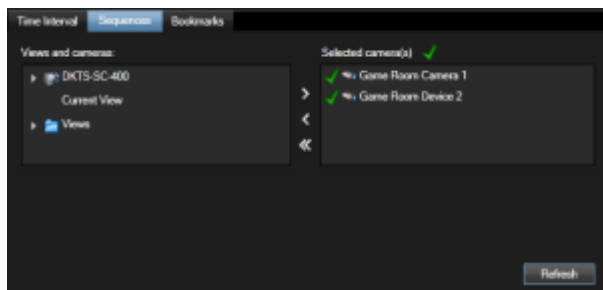 Time Interval Sequences Bookmarks
Views and cameras: Selected camera(s)
DKTS-SC-400 Game Room Camera 1
Current View Game Room Device 2
Views
Refresh